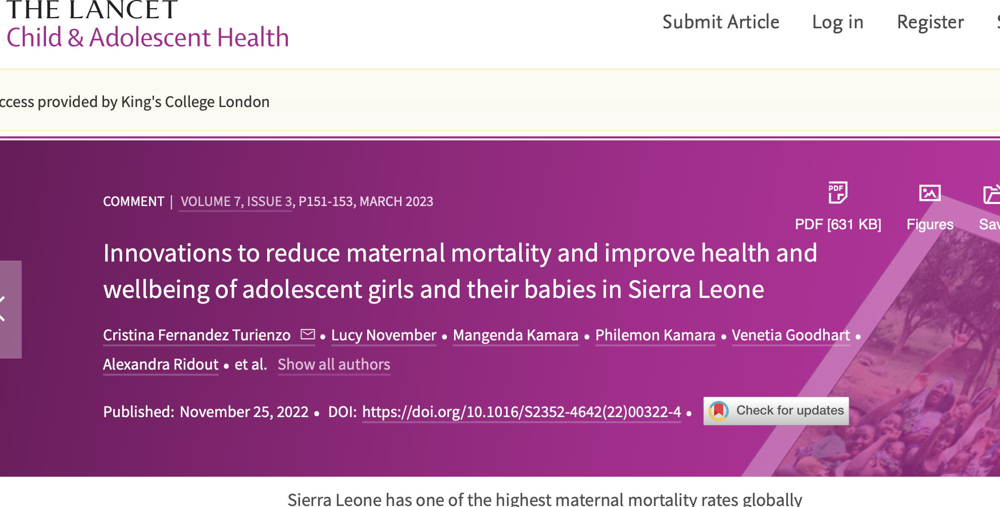 THE LANCET
Child & Adolescent Health
Submit Article Log in Register
provided by King's College London
COMMENT | VOLUME 7, ISSUE 3, P151-153, MARCH 2023
PDF
PDF [631 KB] Figures
Innovations to reduce maternal mortality and improve health and
wellbeing of adolescent girls and their babies in Sierra Leone
Cristina Fernandez Turienzo • Lucy November • Mangenda Kamara • Philemon Kamara • Venetia Goodhart •
Alexandra Ridout • et al. Show all authors
Published: November 25, 2022 • DOI: https://doi.org/10.1016/S2352-4642(22)00322-4 • Check for updates
Sierra Leone has one of the highest maternal mortality rates globally